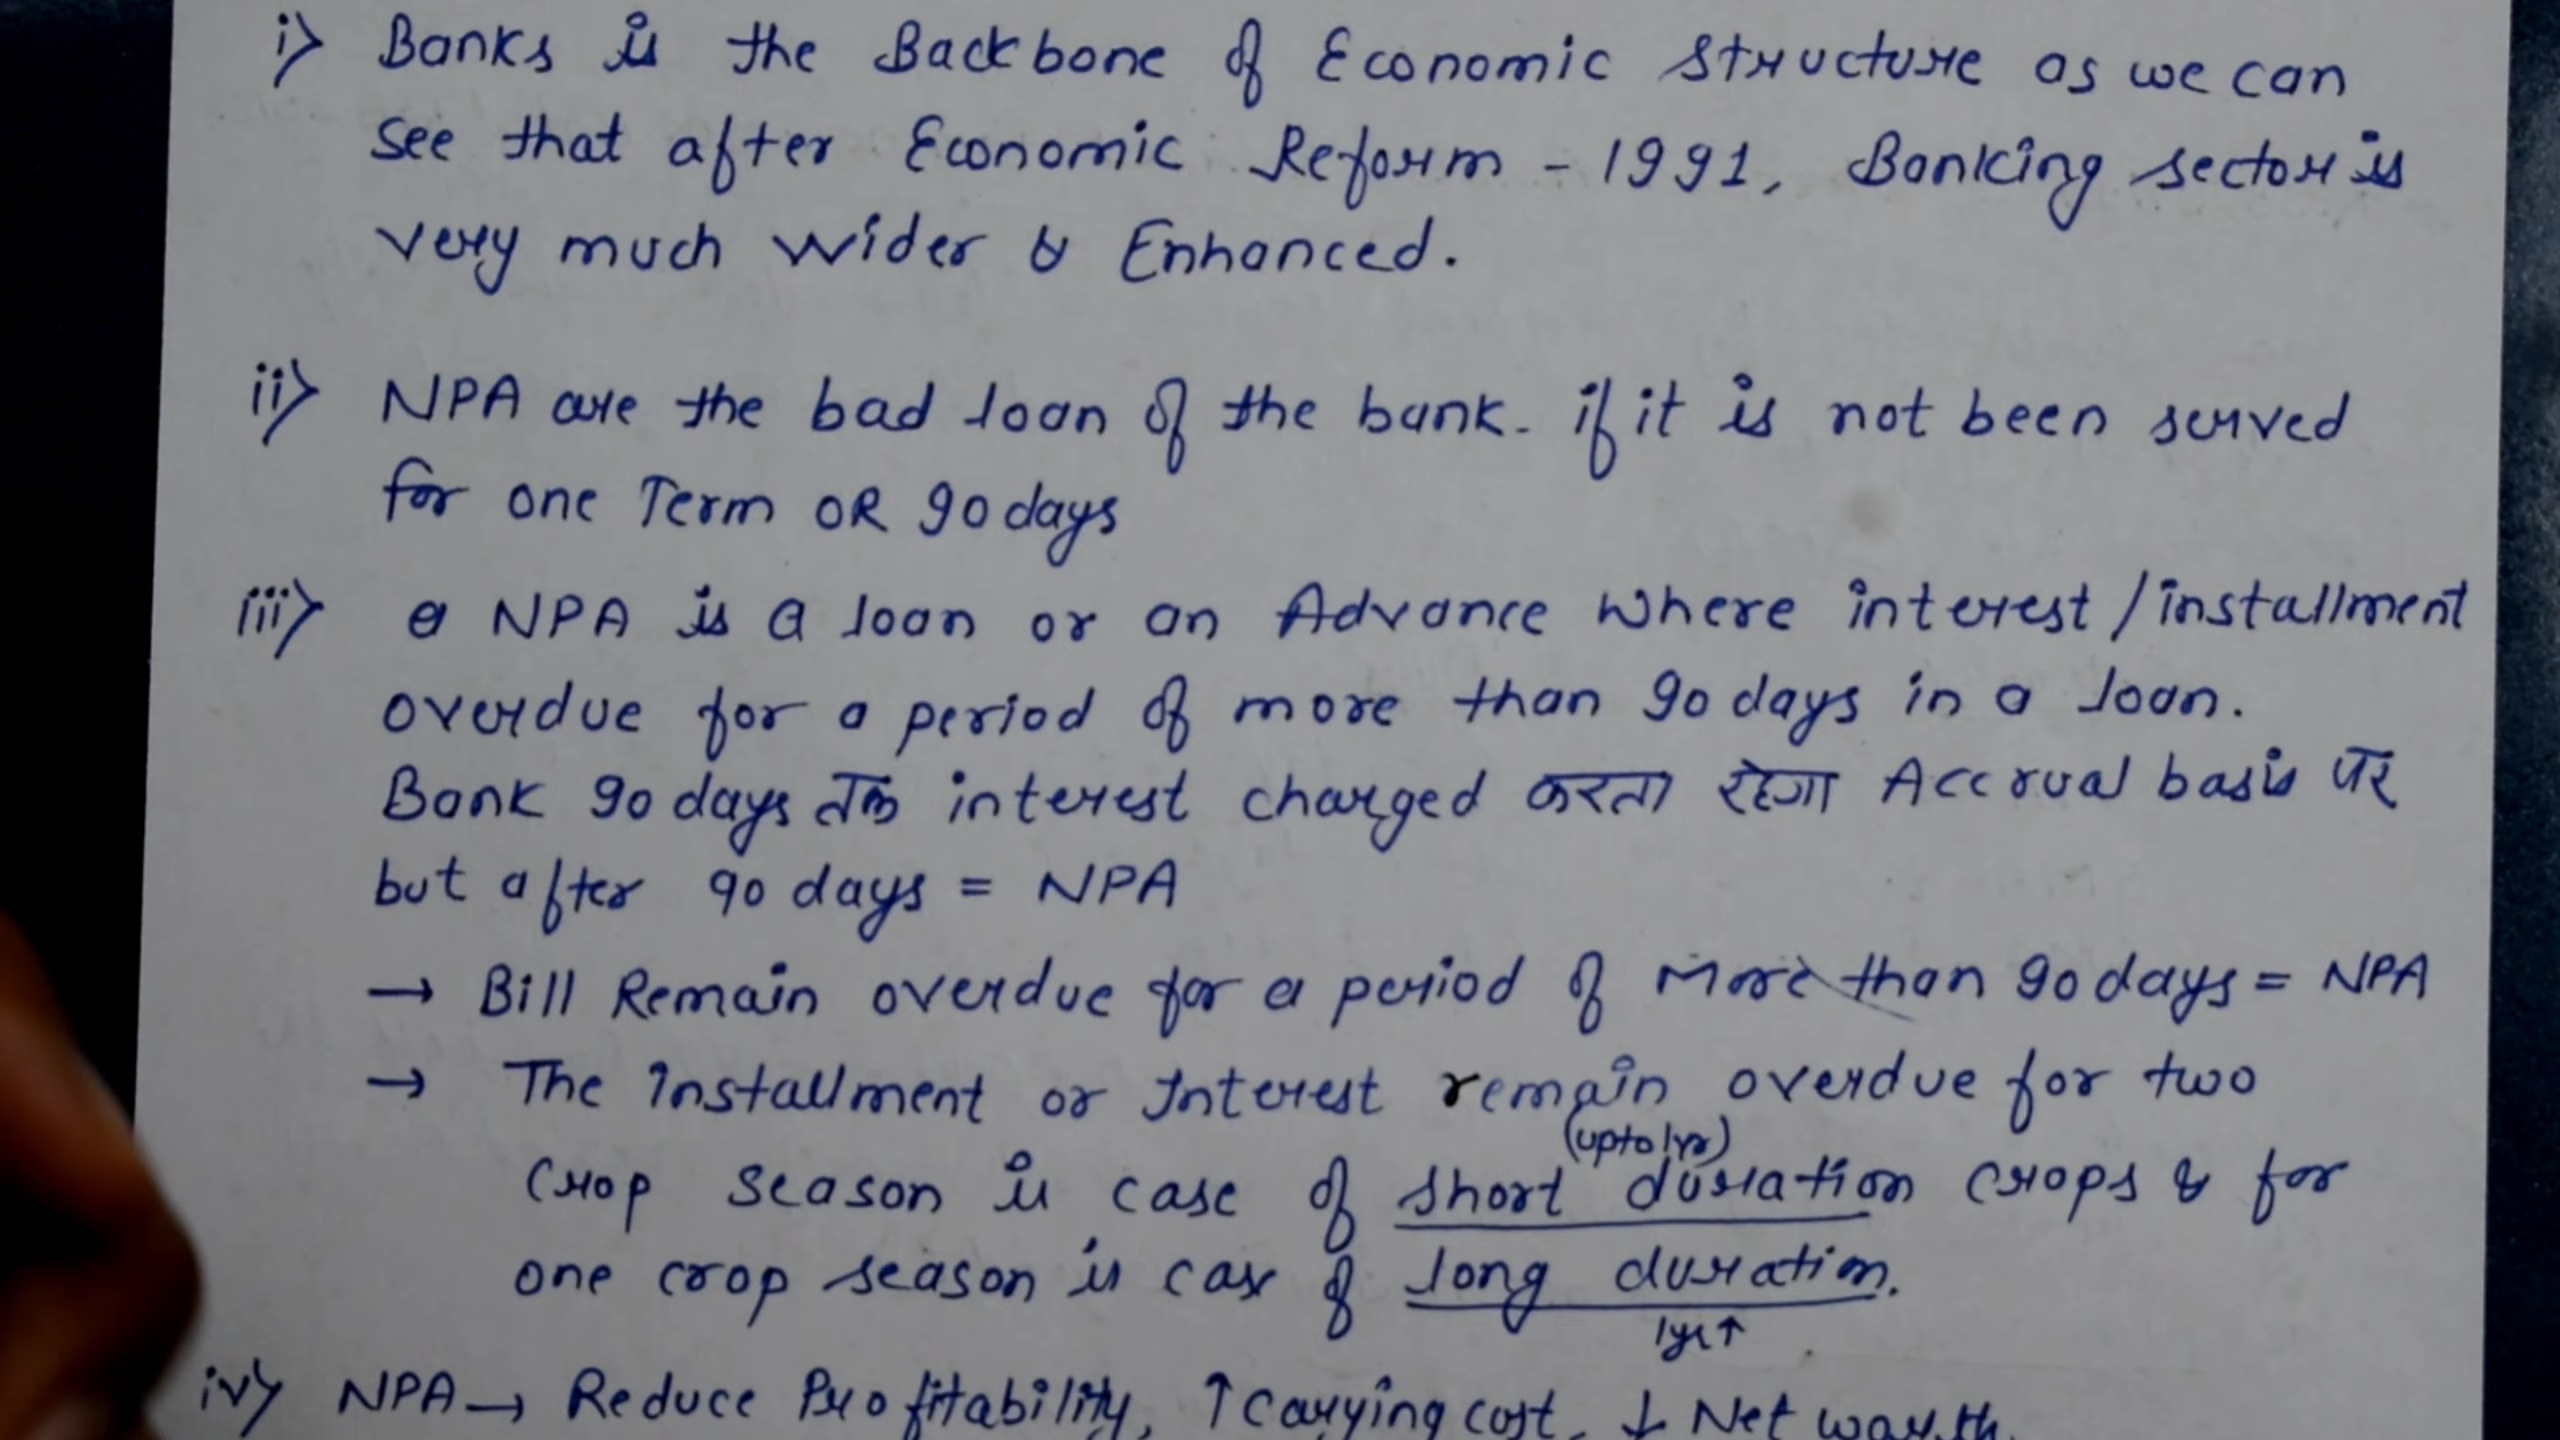 i) Banks is the Backbone of Economic Structure as we can
see that after Economic Reform - 1991, Banking sector is
very much wider & Enhanced.
ii) NPA are the bad loan of the bank. if it is not been served
for one Term OR 90 days
iii) a NPA is a loan or an Advance where interest/installment
overdue for a period of more than 90 days in a loan.
Bank 90 days तक interest charged करता रहेगा Accrual basis पर
but after 90 days = NPA
→ Bill Remain overdue for a period of More than 90 days = NPA
→ The Installment or Interest remain overdue for two
(upto 1yr)
Crop season is case of short duration crops & for
one crop season is case of long duration.
1yr↑
iv) NPA → Reduce Profitability, ↑ Carrying cost, ↓ Net wayrth.